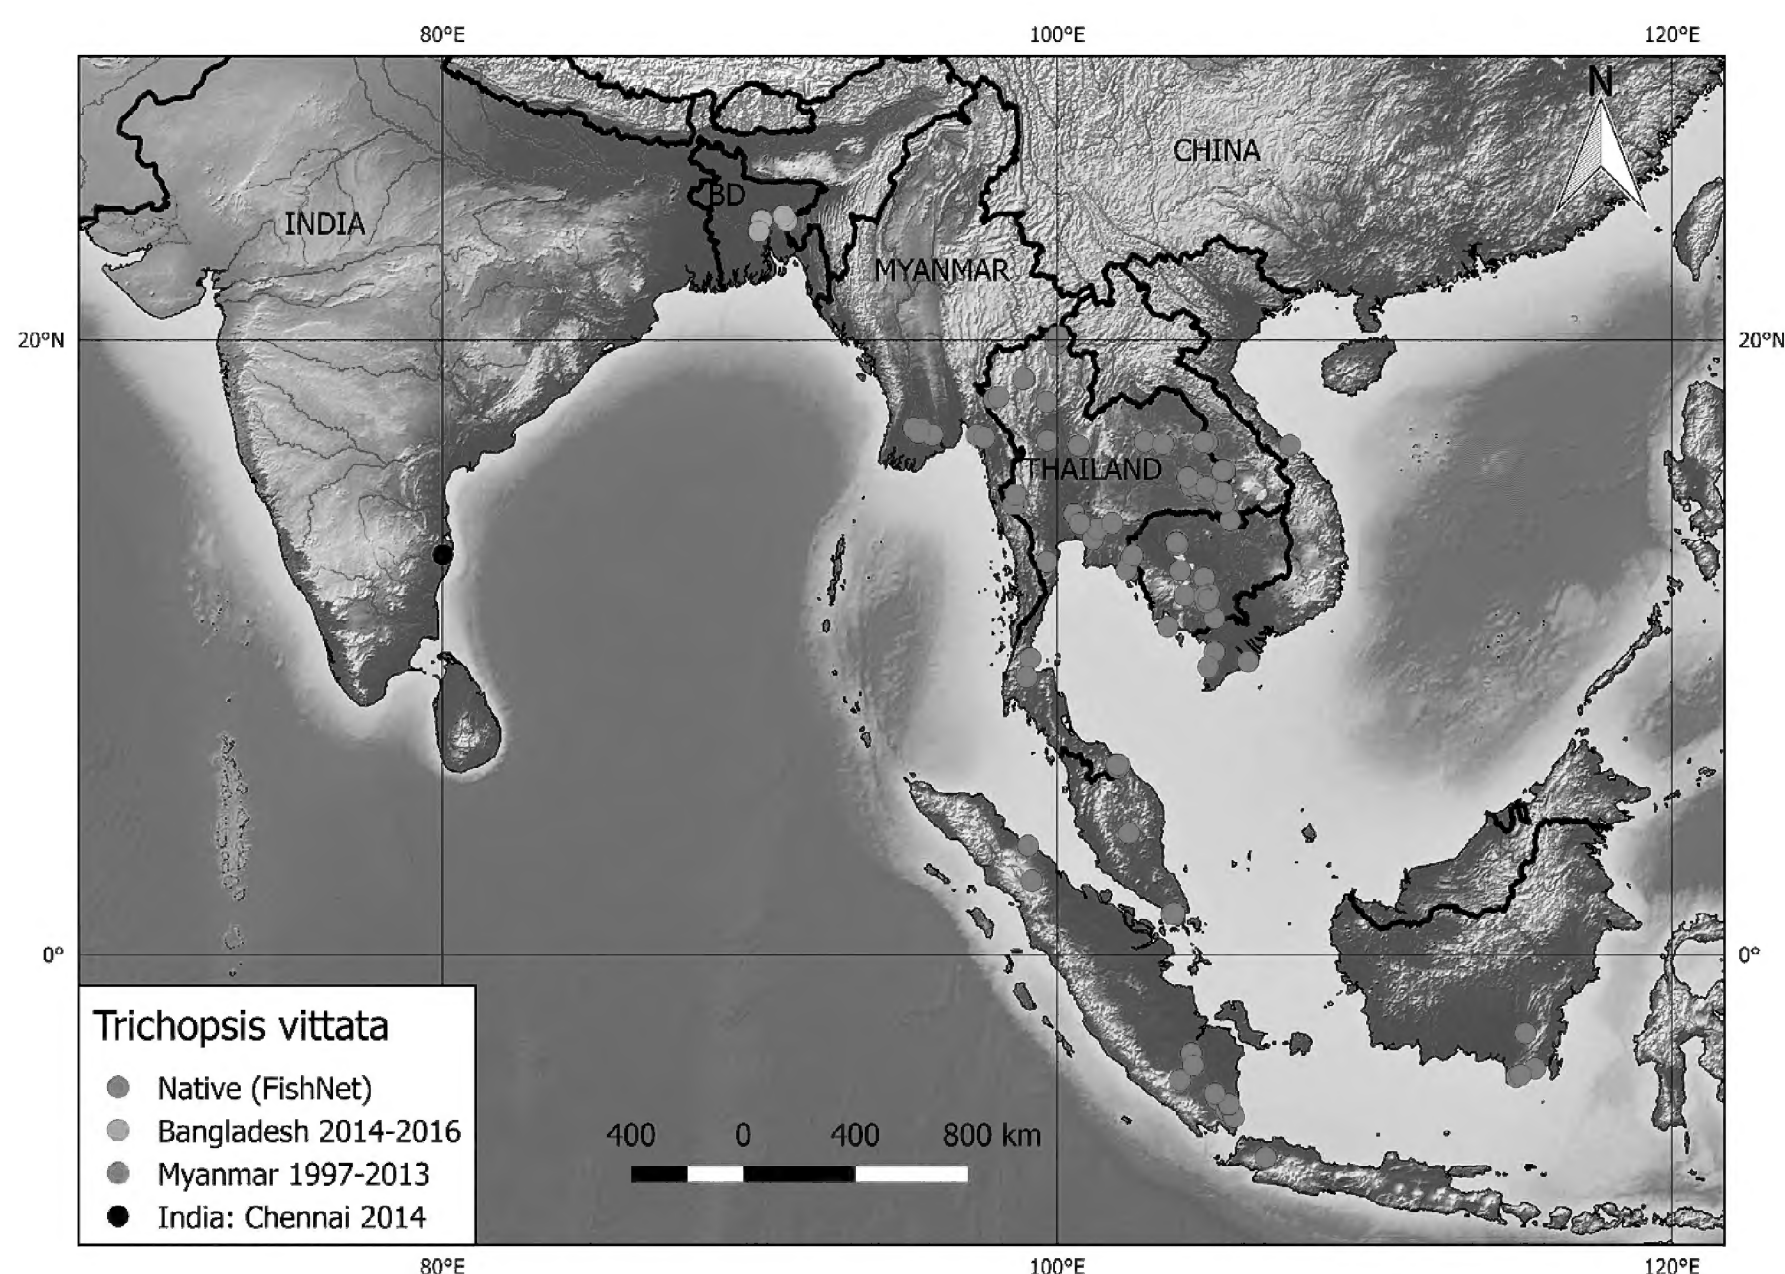 80°E
100°E
120°E
N
CHINA
BD
INDIA
MYANMAR
20°N
20°N
THAILAND
0°
0°
Trichopsis vittata
Native (FishNet)
Bangladesh 2014-2016
Myanmar 1997-2013
India: Chennai 2014
400 0 400 800 km
80°E
100°E
120°E